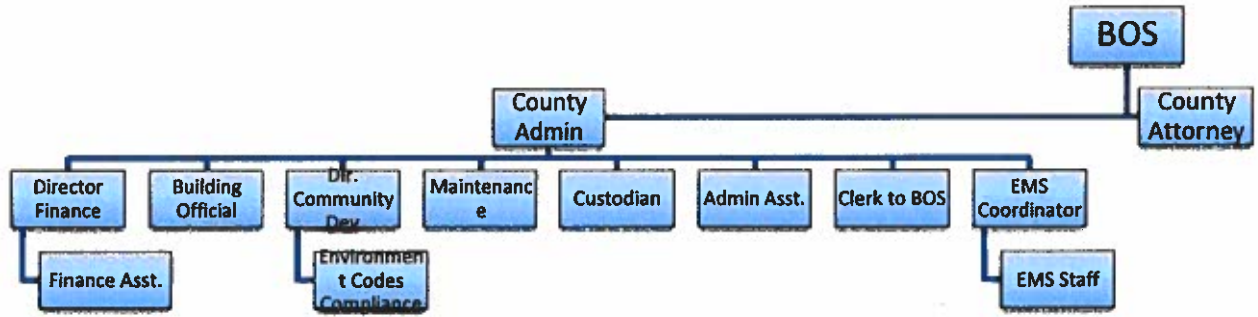 BOS
County
Admin
County
Attorney
Director
Finance
Building
Official
Dir.
Community
Dev
Maintenanc
e
Custodian
Admin Asst.
Clerk to BOS
EMS
Coordinator
Finance Asst.
Environmen
t Codes
Compliance
EMS Staff